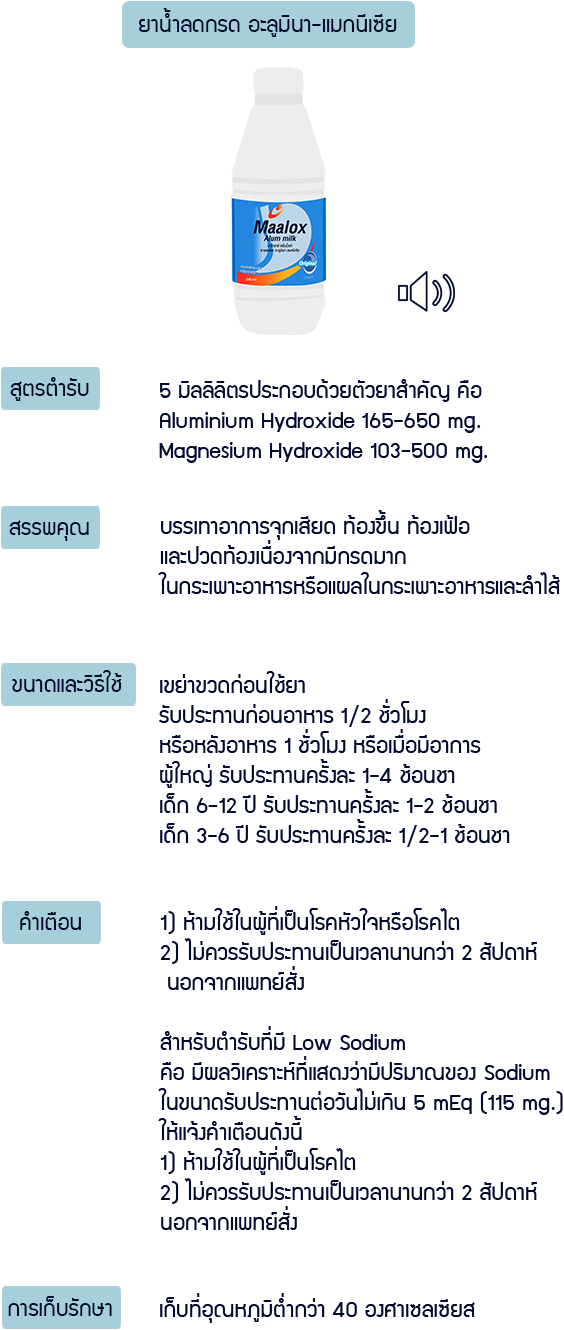 ยาน้ำลดกรด อะลูมินา-แมกนีเซีย
Maalox
Alum milk
Original
สูตรตำรับ
5 มิลลิลิตรประกอบด้วยตัวยาสำคัญ คือ
Aluminium Hydroxide 165-650 mg.
Magnesium Hydroxide 103-500 mg.
สรรพคุณ
บรรเทาอาการจุกเสียด ท้องขึ้น ท้องเฟ้อ
และปวดท้องเนื่องจากมีกรดมาก
ในกระเพาะอาหารหรือแผลในกระเพาะอาหารและลำไส้
ขนาดและวิธีใช้
เขย่าขวดก่อนใช้ยา
รับประทานก่อนอาหาร 1/2 ชั่วโมง
หรือหลังอาหาร 1 ชั่วโมง หรือเมื่อมีอาการ
ผู้ใหญ่ รับประทานครั้งละ 1-4 ช้อนชา
เด็ก 6-12 ปี รับประทานครั้งละ 1-2 ช้อนชา
เด็ก 3-6 ปี รับประทานครั้งละ 1/2-1 ช้อนชา
คำเตือน
1) ห้ามใช้ในผู้ที่เป็นโรคหัวใจหรือโรคไต
2) ไม่ควรรับประทานเป็นเวลานานกว่า 2 สัปดาห์
นอกจากแพทย์สั่ง
สำหรับตำรับที่มี Low Sodium
คือ มีผลวิเคราะห์ที่แสดงว่ามีปริมาณของ Sodium
ในขนาดรับประทานต่อวันไม่เกิน 5 mEq (115 mg.)
ให้แจ้งคำเตือนดังนี้
1) ห้ามใช้ในผู้ที่เป็นโรคไต
2) ไม่ควรรับประทานเป็นเวลานานกว่า 2 สัปดาห์
นอกจากแพทย์สั่ง
การเก็บรักษา
เก็บที่อุณหภูมิต่ำกว่า 40 องศาเซลเซียส